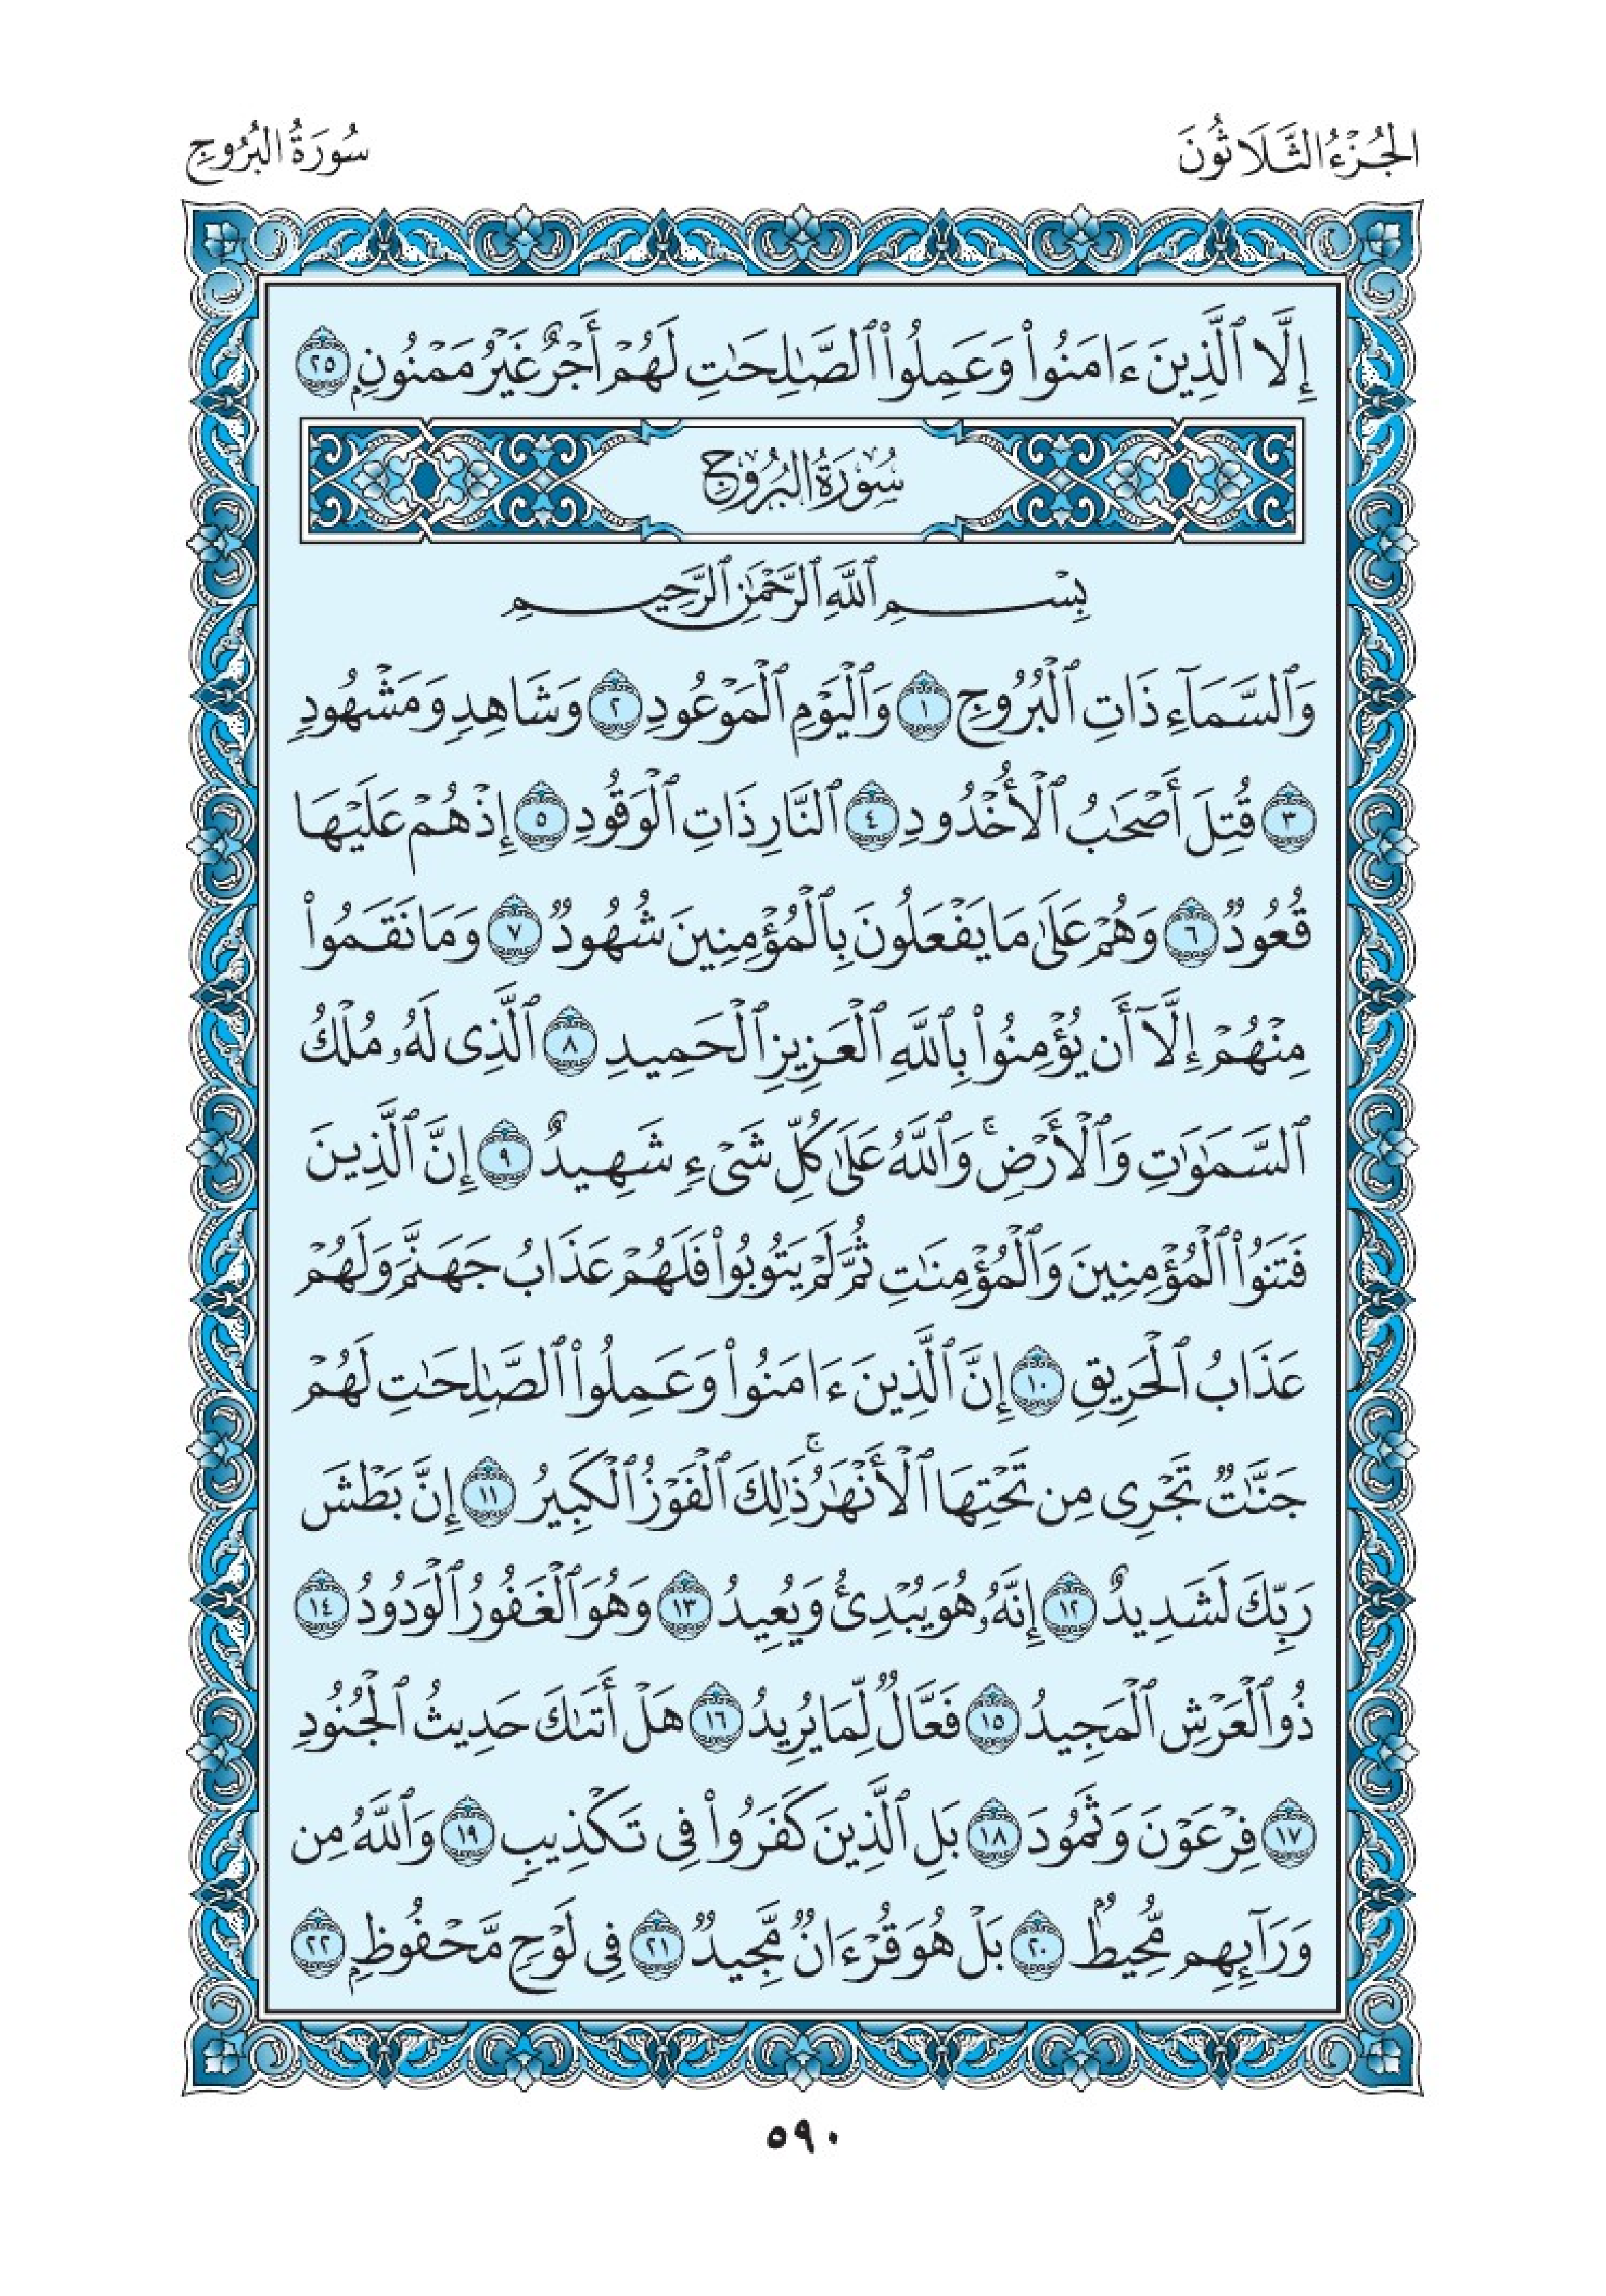 الجُزْءُ الثَّلَاثُونَ
سُورَةُ البُرُوجِ
إِلَّا ٱلَّذِينَ ءَامَنُوا۟ وَعَمِلُوا۟ ٱلصَّـٰلِحَـٰتِ لَهُمْ أَجْرٌ غَيْرُ مَمْنُونٍۭ ٢٥
سُورَةُ البُرُوجِ
بِسْمِ ٱللَّهِ ٱلرَّحْمَـٰنِ ٱلرَّحِيمِ
وَٱلسَّمَآءِ ذَاتِ ٱلْبُرُوجِ ١ وَٱلْيَوْمِ ٱلْمَوْعُودِ ٢ وَشَاهِدٍ وَمَشْهُودٍ
٣ قُتِلَ أَصْحَـٰبُ ٱلْأُخْدُودِ ٤ ٱلنَّارِ ذَاتِ ٱلْوَقُودِ ٥ إِذْ هُمْ عَلَيْهَا
قُعُودٌ ٦ وَهُمْ عَلَىٰ مَا يَفْعَلُونَ بِٱلْمُؤْمِنِينَ شُهُودٌ ٧ وَمَا نَقَمُوا۟
مِنْهُمْ إِلَّآ أَن يُؤْمِنُوا۟ بِٱللَّهِ ٱلْعَزِيزِ ٱلْحَمِيدِ ٨ ٱلَّذِى لَهُۥ مُلْكُ
ٱلسَّمَـٰوَٰتِ وَٱلْأَرْضِ ۚ وَٱللَّهُ عَلَىٰ كُلِّ شَىْءٍ شَهِيدٌ ٩ إِنَّ ٱلَّذِينَ
فَتَنُوا۟ ٱلْمُؤْمِنِينَ وَٱلْمُؤْمِنَـٰتِ ثُمَّ لَمْ يَتُوبُوا۟ فَلَهُمْ عَذَابُ جَهَنَّمَ وَلَهُمْ
عَذَابُ ٱلْحَرِيقِ ١٠ إِنَّ ٱلَّذِينَ ءَامَنُوا۟ وَعَمِلُوا۟ ٱلصَّـٰلِحَـٰتِ لَهُمْ
جَنَّـٰتٌ تَجْرِى مِن تَحْتِهَا ٱلْأَنْهَـٰرُ ۚ ذَٰلِكَ ٱلْفَوْزُ ٱلْكَبِيرُ ١١ إِنَّ بَطْشَ
رَبِّكَ لَشَدِيدٌ ١٢ إِنَّهُۥ هُوَ يُبْدِئُ وَيُعِيدُ ١٣ وَهُوَ ٱلْغَفُورُ ٱلْوَدُودُ ١٤
ذُو ٱلْعَرْشِ ٱلْمَجِيدُ ١٥ فَعَّالٌ لِّمَا يُرِيدُ ١٦ هَلْ أَتَىٰكَ حَدِيثُ ٱلْجُنُودِ
١٧ فِرْعَوْنَ وَثَمُودَ ١٨ بَلِ ٱلَّذِينَ كَفَرُوا۟ فِى تَكْذِيبٍ ١٩ وَٱللَّهُ مِن
وَرَآئِهِم مُّحِيطٌۢ ٢٠ بَلْ هُوَ قُرْءَانٌ مَّجِيدٌ ٢١ فِى لَوْحٍ مَّحْفُوظٍۭ ٢٢
٥٩٠